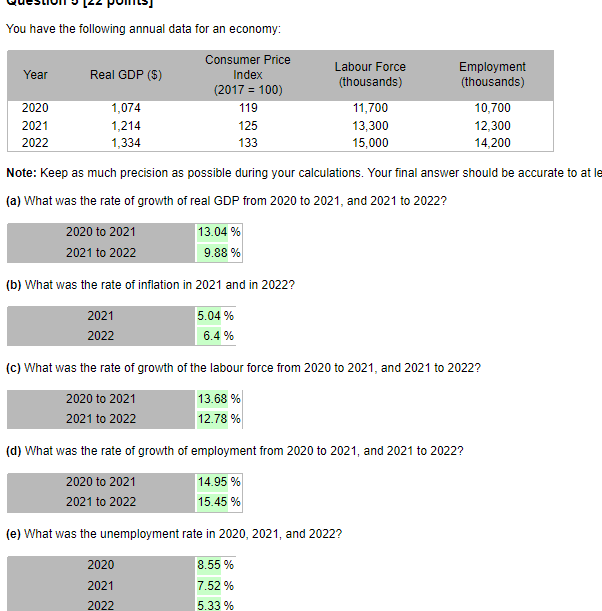 Question 5 [22 points]
You have the following annual data for an economy:
Year Real GDP ($) Consumer Price Index (2017 = 100) Labour Force (thousands) Employment (thousands)
2020 1,074 119 11,700 10,700
2021 1,214 125 13,300 12,300
2022 1,334 133 15,000 14,200
Note: Keep as much precision as possible during your calculations. Your final answer should be accurate to at le
(a) What was the rate of growth of real GDP from 2020 to 2021, and 2021 to 2022?
2020 to 2021 13.04 %
2021 to 2022 9.88 %
(b) What was the rate of inflation in 2021 and in 2022?
2021 5.04 %
2022 6.4 %
(c) What was the rate of growth of the labour force from 2020 to 2021, and 2021 to 2022?
2020 to 2021 13.68 %
2021 to 2022 12.78 %
(d) What was the rate of growth of employment from 2020 to 2021, and 2021 to 2022?
2020 to 2021 14.95 %
2021 to 2022 15.45 %
(e) What was the unemployment rate in 2020, 2021, and 2022?
2020 8.55 %
2021 7.52 %
2022 5.33 %